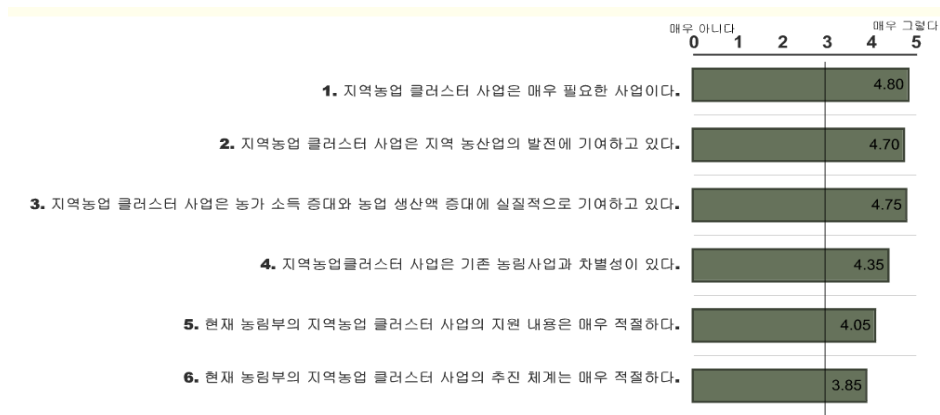 매우 아니다 매우 그렇다
0 1 2 3 4 5
1. 지역농업 클러스터 사업은 매우 필요한 사업이다. 4.80
2. 지역농업 클러스터 사업은 지역 농산업의 발전에 기여하고 있다. 4.70
3. 지역농업 클러스터 사업은 농가 소득 증대와 농업 생산액 증대에 실질적으로 기여하고 있다. 4.75
4. 지역농업클러스터 사업은 기존 농림사업과 차별성이 있다. 4.35
5. 현재 농림부의 지역농업 클러스터 사업의 지원 내용은 매우 적절하다. 4.05
6. 현재 농림부의 지역농업 클러스터 사업의 추진 체계는 매우 적절하다. 3.85